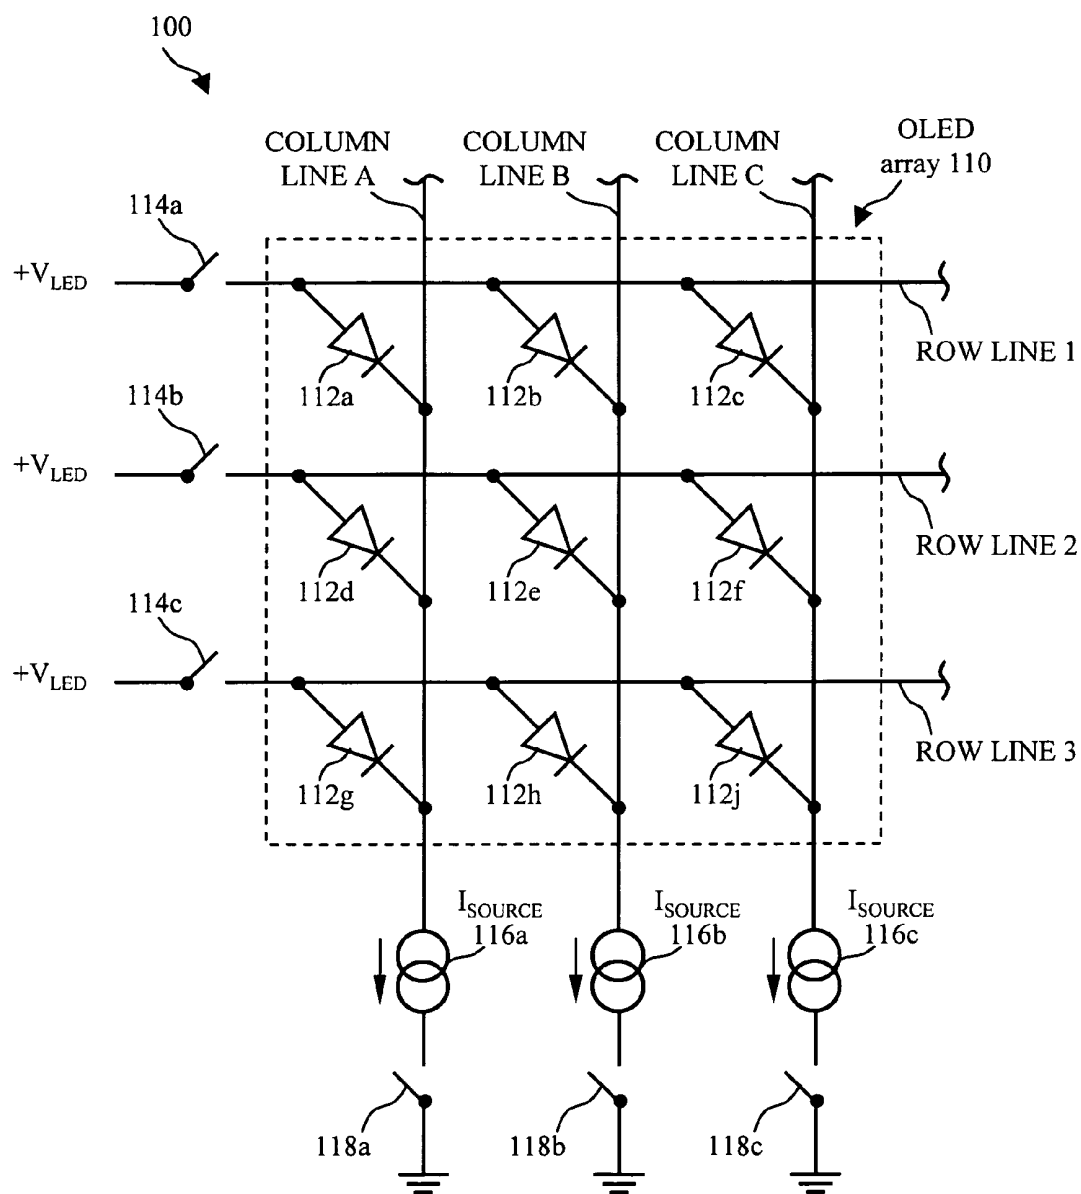 100
COLUMN
LINE A
COLUMN
LINE B
COLUMN
LINE C
OLED
array 110
114a
+VLED
ROW LINE 1
112a
112b
112c
114b
+VLED
ROW LINE 2
112d
112e
112f
114c
+VLED
ROW LINE 3
112g
112h
112j
ISOURCE
116a
ISOURCE
116b
ISOURCE
116c
118a
118b
118c